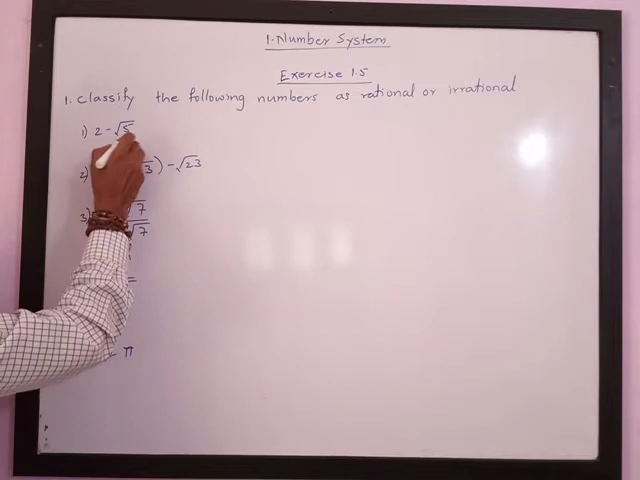 1. Number System
Exercise 1.5
1. Classify the following numbers as rational or irrational
1) 2 - √5
2) 3 ) - √23
3) √7
√7
=
π